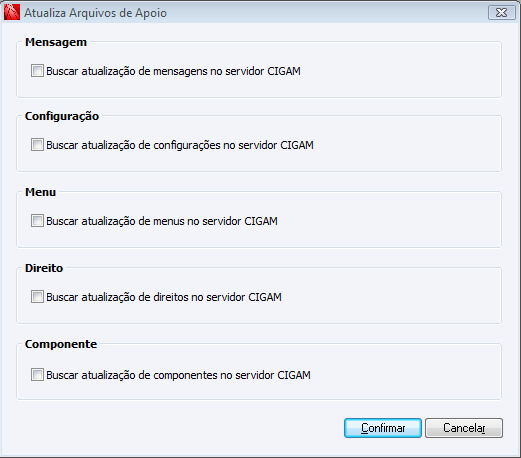 Atualiza Arquivos de Apoio
Mensagem
Buscar atualização de mensagens no servidor CIGAM
Configuração
Buscar atualização de configurações no servidor CIGAM
Menu
Buscar atualização de menus no servidor CIGAM
Direito
Buscar atualização de direitos no servidor CIGAM
Componente
Buscar atualização de componentes no servidor CIGAM
Confirmar Cancelar